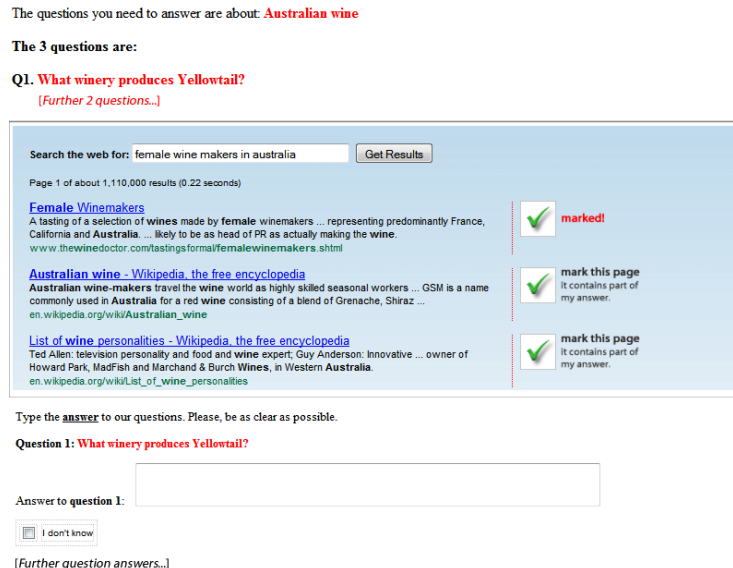 The questions you need to answer are about: Australian wine
The 3 questions are:
Q1. What winery produces Yellowtail?
[Further 2 questions...]
Search the web for: female wine makers in australia Get Results
Page 1 of about 1,110,000 results (0.22 seconds)
Female Winemakers
A tasting of a selection of wines made by female winemakers ... representing predominantly France,
California and Australia. ... likely to be as head of PR as actually making the wine.
www.thewinedoctor.com/tastingsformal/femalewinemakers.shtml
marked!
Australian wine - Wikipedia, the free encyclopedia
Australian wine-makers travel the wine world as highly skilled seasonal workers ... GSM is a name
commonly used in Australia for a red wine consisting of a blend of Grenache, Shiraz ...
en.wikipedia.org/wiki/Australian_wine
mark this page
it contains part of
my answer.
List of wine personalities - Wikipedia, the free encyclopedia
Ted Allen: television personality and food and wine expert; Guy Anderson: Innovative ... owner of
Howard Park, MadFish and Marchand & Burch Wines, in Western Australia.
en.wikipedia.org/wiki/List_of_wine_personalities
mark this page
it contains part of
my answer.
Type the answer to our questions. Please, be as clear as possible.
Question 1: What winery produces Yellowtail?
Answer to question 1:
I don't know
[Further question answers...]